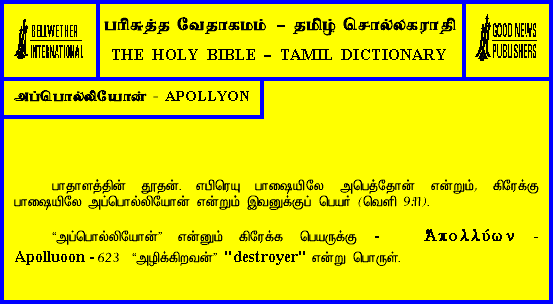 BELLWETHER
INTERNATIONAL
பரிசுத்த வேதாகமம் – தமிழ் சொல்லகராதி
THE HOLY BIBLE – TAMIL DICTIONARY
GOOD NEWS
PUBLISHERS
அப்பொல்லியோன் - APOLLYON
பாதாளத்தின் தூதன். எபிரெயு பாஷையிலே அபெத்தோன் என்றும், கிரேக்கு
பாஷையிலே அப்பொல்லியோன் என்றும் இவனுக்குப் பெயர் (வெளி 9:11).
“அப்பொல்லியோன்” என்னும் கிரேக்க பெயருக்கு - Ἀπολλύων -
Apolluoon - 623 “அழிக்கிறவன்” "destroyer" என்று பொருள்.